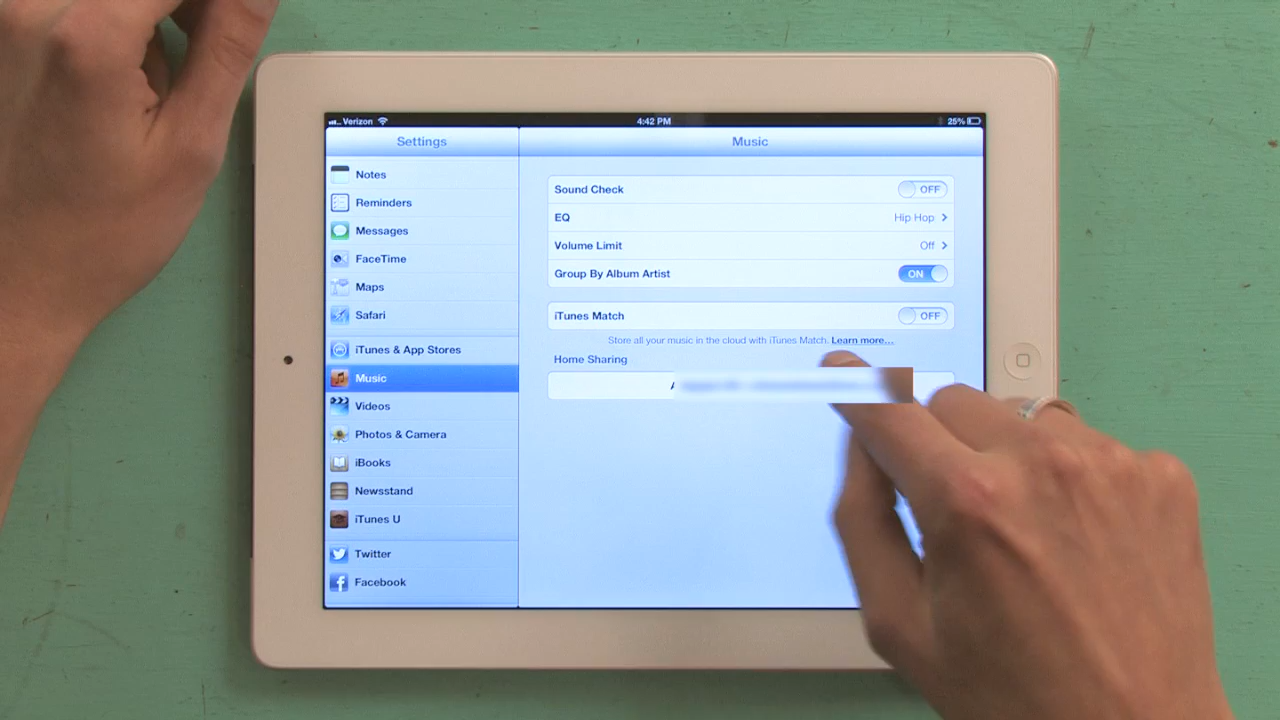 Verizon 4:42 PM 25%
Settings
Notes
Reminders
Messages
FaceTime
Maps
Safari
iTunes & App Stores
Music
Videos
Photos & Camera
iBooks
Newsstand
iTunes U
Twitter
Facebook
Music
Sound Check OFF
EQ Hip Hop
Volume Limit Off
Group By Album Artist ON
iTunes Match OFF
Store all your music in the cloud with iTunes Match. Learn more...
Home Sharing